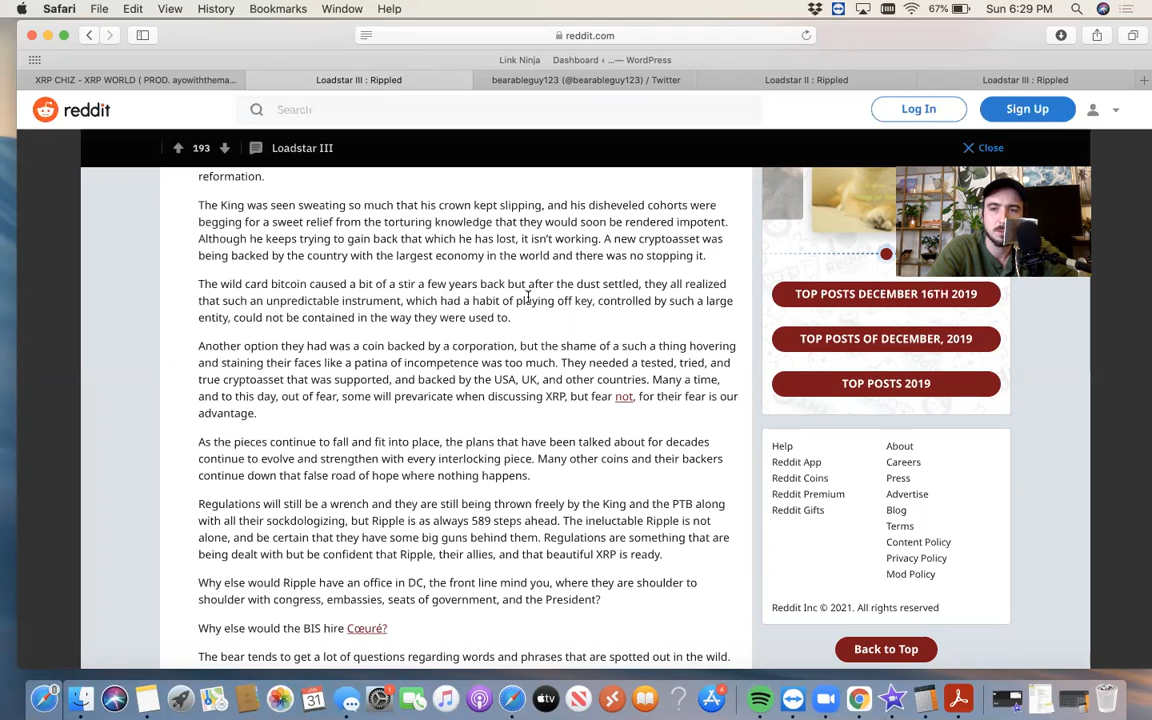 Safari File Edit View History Bookmarks Window Help 67% Sun 6:29 PM
reddit.com
Link Ninja Dashboard ‹ ...— WordPress
XRP CHIZ - XRP WORLD ( PROD. ayowiththema... Loadstar III : Rippled bearableguy123 (@bearableguy123) / Twitter Loadstar II : Rippled Loadstar III : Rippled
reddit Search Log In Sign Up
193 Loadstar III Close
reformation.
The King was seen sweating so much that his crown kept slipping, and his disheveled cohorts were
begging for a sweet relief from the torturing knowledge that they would soon be rendered impotent.
Although he keeps trying to gain back that which he has lost, it isn't working. A new cryptoasset was
being backed by the country with the largest economy in the world and there was no stopping it.
The wild card bitcoin caused a bit of a stir a few years back but after the dust settled, they all realized
that such an unpredictable instrument, which had a habit of playing off key, controlled by such a large
entity, could not be contained in the way they were used to.
Another option they had was a coin backed by a corporation, but the shame of a such a thing hovering
and staining their faces like a patina of incompetence was too much. They needed a tested, tried, and
true cryptoasset that was supported, and backed by the USA, UK, and other countries. Many a time,
and to this day, out of fear, some will prevaricate when discussing XRP, but fear not, for their fear is our
advantage.
As the pieces continue to fall and fit into place, the plans that have been talked about for decades
continue to evolve and strengthen with every interlocking piece. Many other coins and their backers
continue down that false road of hope where nothing happens.
Regulations will still be a wrench and they are still being thrown freely by the King and the PTB along
with all their sockdologizing, but Ripple is as always 589 steps ahead. The ineluctable Ripple is not
alone, and be certain that they have some big guns behind them. Regulations are something that are
being dealt with but be confident that Ripple, their allies, and that beautiful XRP is ready.
Why else would Ripple have an office in DC, the front line mind you, where they are shoulder to
shoulder with congress, embassies, seats of government, and the President?
Why else would the BIS hire Cœuré?
The bear tends to get a lot of questions regarding words and phrases that are spotted out in the wild.
TOP POSTS DECEMBER 16TH 2019
TOP POSTS OF DECEMBER, 2019
TOP POSTS 2019
Help About
Reddit App Careers
Reddit Coins Press
Reddit Premium Advertise
Reddit Gifts Blog
Terms
Content Policy
Privacy Policy
Mod Policy
Reddit Inc © 2021. All rights reserved
Back to Top